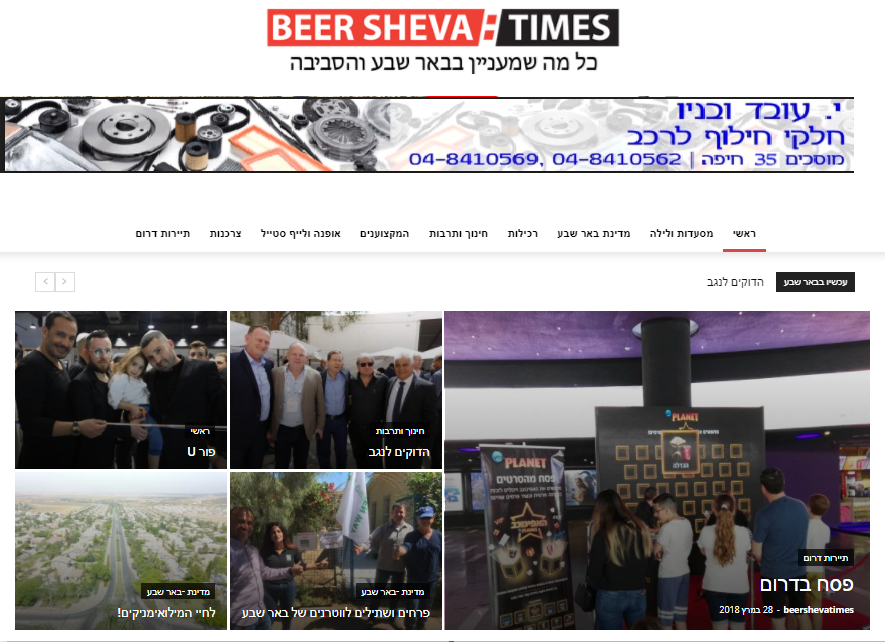 BEER SHEVA TIMES
כל מה שמעניין בבאר שבע והסביבה
י. עובד ובניו
חלקי חילוף לרכב
מוסכים 35 חיפה | 04-8410562 ,04-8410569
ראשי
מסעדות ולילה
מדינת באר שבע
רכילות
חינוך ותרבות
המקצוענים
אופנה ולייף סטייל
צרכנות
תיירות דרום
עכשיו בבאר שבע
הדוקים לנגב
PLANET
PLANET
פסח מהסרטים
תיירות דרום
פסח בדרום
beershevatimes - 28 במרץ 2018
חינוך ותרבות
הדוקים לנגב
ראשי
פור U
מדינת -באר שבע
פרחים ושתילים לווטרנים של באר שבע
מדינת -באר שבע
לחיי המילואימניקים!